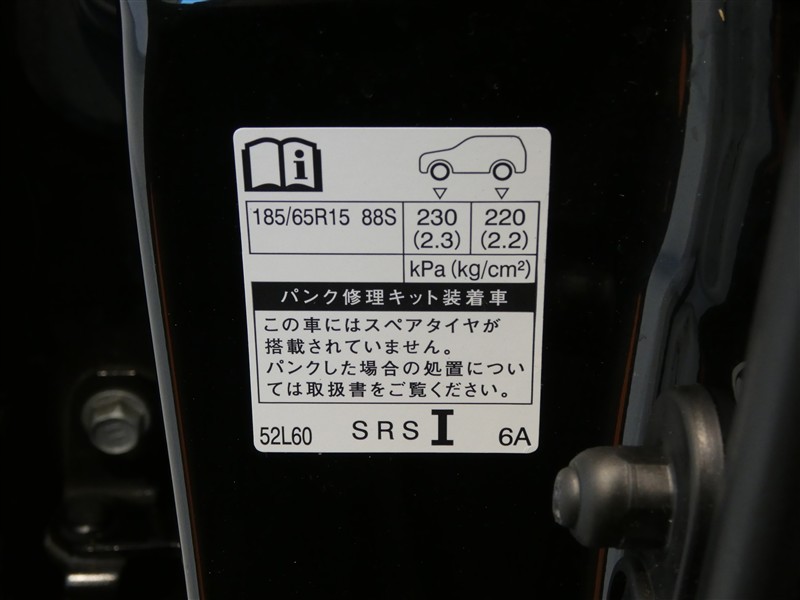 185/65R15 88S 230 220
(2.3) (2.2)
kPa (kg/cm²)
パンク修理キット装着車
この車にはスペアタイヤが
搭載されていません。
パンクした場合の処置につい
ては取扱書をご覧ください。
52L60 SRS I 6A